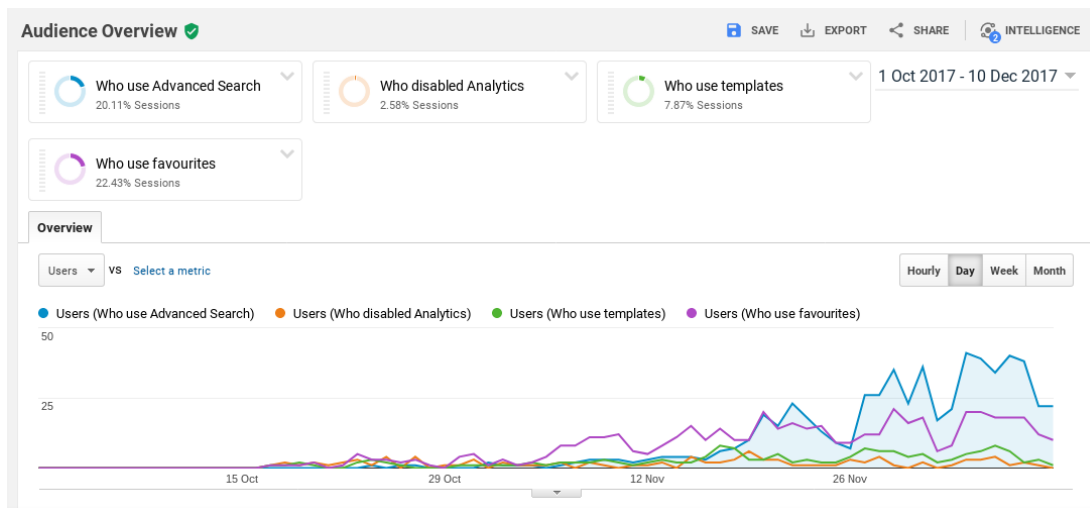 Audience Overview
SAVE
EXPORT
SHARE
2
INTELLIGENCE
Who use Advanced Search
20.11% Sessions
Who disabled Analytics
2.58% Sessions
Who use templates
7.87% Sessions
1 Oct 2017 - 10 Dec 2017
Who use favourites
22.43% Sessions
Overview
Users
VS
Select a metric
Hourly
Day
Week
Month
Users (Who use Advanced Search)
Users (Who disabled Analytics)
Users (Who use templates)
Users (Who use favourites)
50
25
15 Oct
29 Oct
12 Nov
26 Nov